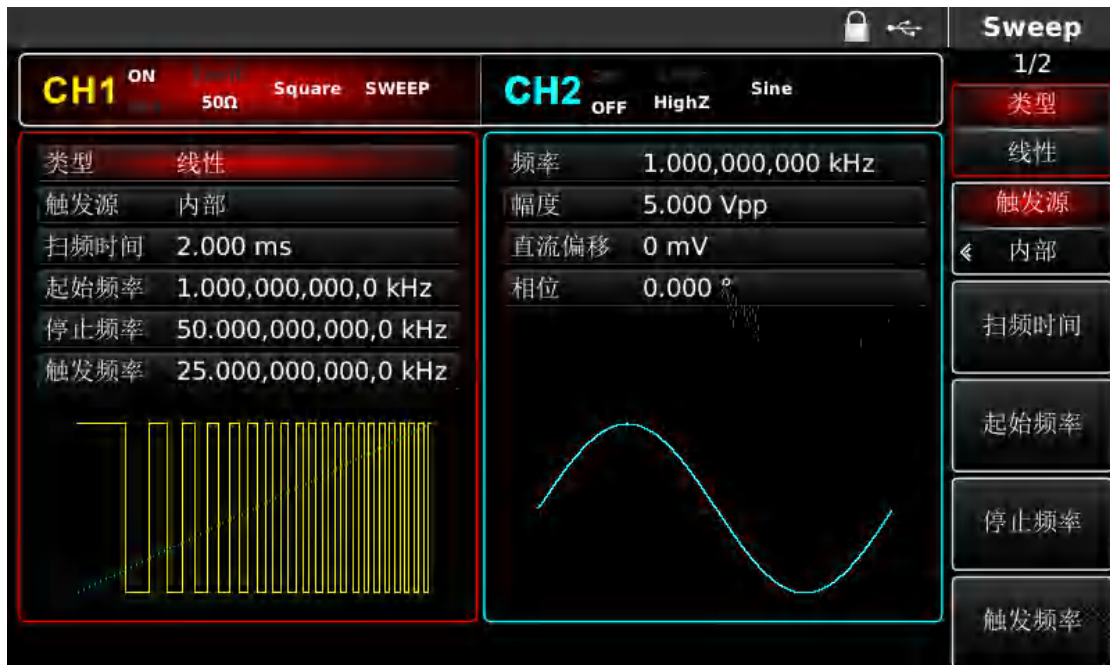 Sweep
1/2
CH1 ON 50Ω Square SWEEP
CH2 OFF HighZ Sine
类型 线性
触发源 内部
扫频时间 2.000 ms
起始频率 1.000,000,000,0 kHz
停止频率 50.000,000,000,0 kHz
触发频率 25.000,000,000,0 kHz
频率 1.000,000,000 kHz
幅度 5.000 Vpp
直流偏移 0 mV
相位 0.000 °
类型
线性
触发源
内部
扫频时间
起始频率
停止频率
触发频率